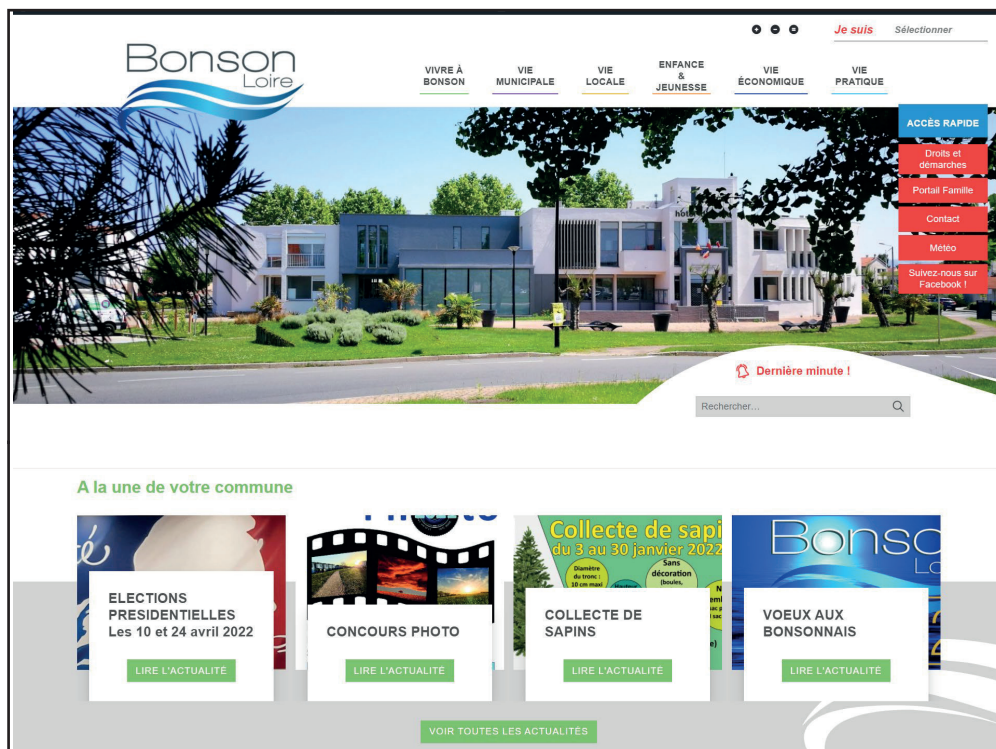 Je suis Sélectionner
Bonson
Loire
VIVRE À
BONSON
VIE
MUNICIPALE
VIE
LOCALE
ENFANCE
&
JEUNESSE
VIE
ÉCONOMIQUE
VIE
PRATIQUE
ACCÈS RAPIDE
Droits et
démarches
Portail Famille
Contact
Météo
Suivez-nous sur
Facebook !
Dernière minute !
Rechercher...
A la une de votre commune
ELECTIONS
PRESIDENTIELLES
Les 10 et 24 avril 2022
LIRE L'ACTUALITÉ
CONCOURS PHOTO
LIRE L'ACTUALITÉ
Collecte de sapi
du 3 au 30 janvier 2022
Diamètre
du tronc :
10 cm maxi
Sans
décoration
(boules,
COLLECTE DE
SAPINS
LIRE L'ACTUALITÉ
Bonsc
Lo
VOEUX AUX
BONSONNAIS
LIRE L'ACTUALITÉ
VOIR TOUTES LES ACTUALITÉS